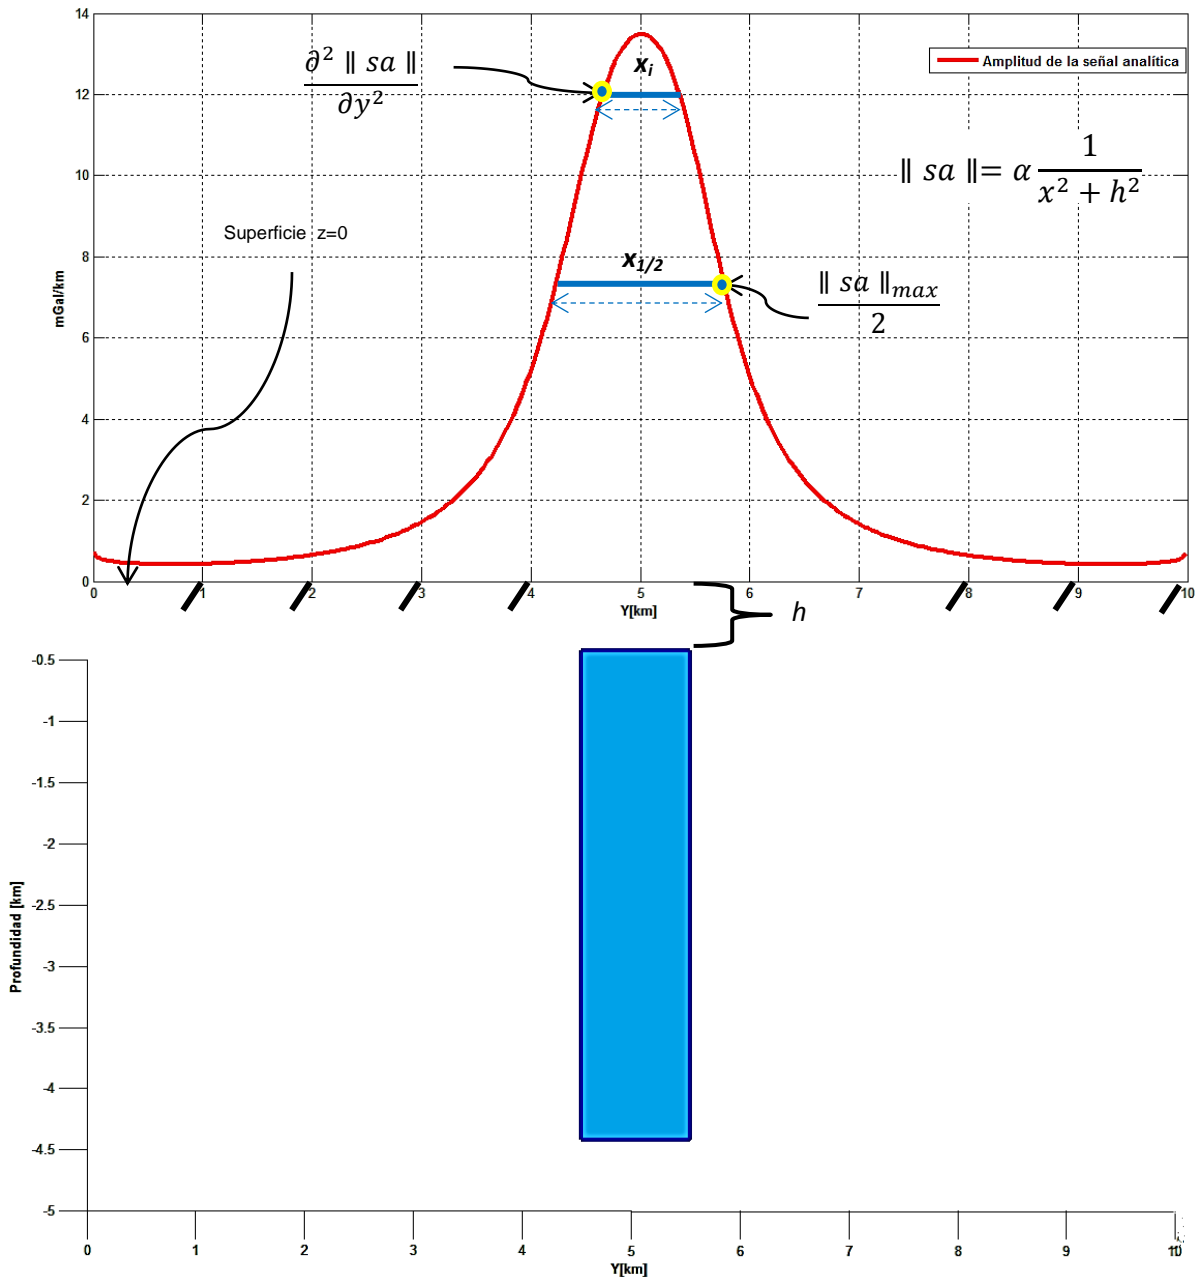 14
12
10
8
6
4
2
0
mGal/km
∂² ‖ sa ‖
∂y²
x_i
Amplitud de la señal analítica
‖ sa ‖= α 1
x² + h²
Superficie z=0
x_{1/2}
‖ sa ‖_{max}
2
0 1 2 3 4 5 6 7 8 9 10
Y[km]
h
-0.5
-1
-1.5
-2
-2.5
-3
-3.5
-4
-4.5
-5
Profundidad [km]
0 1 2 3 4 5 6 7 8 9 10
Y[km]